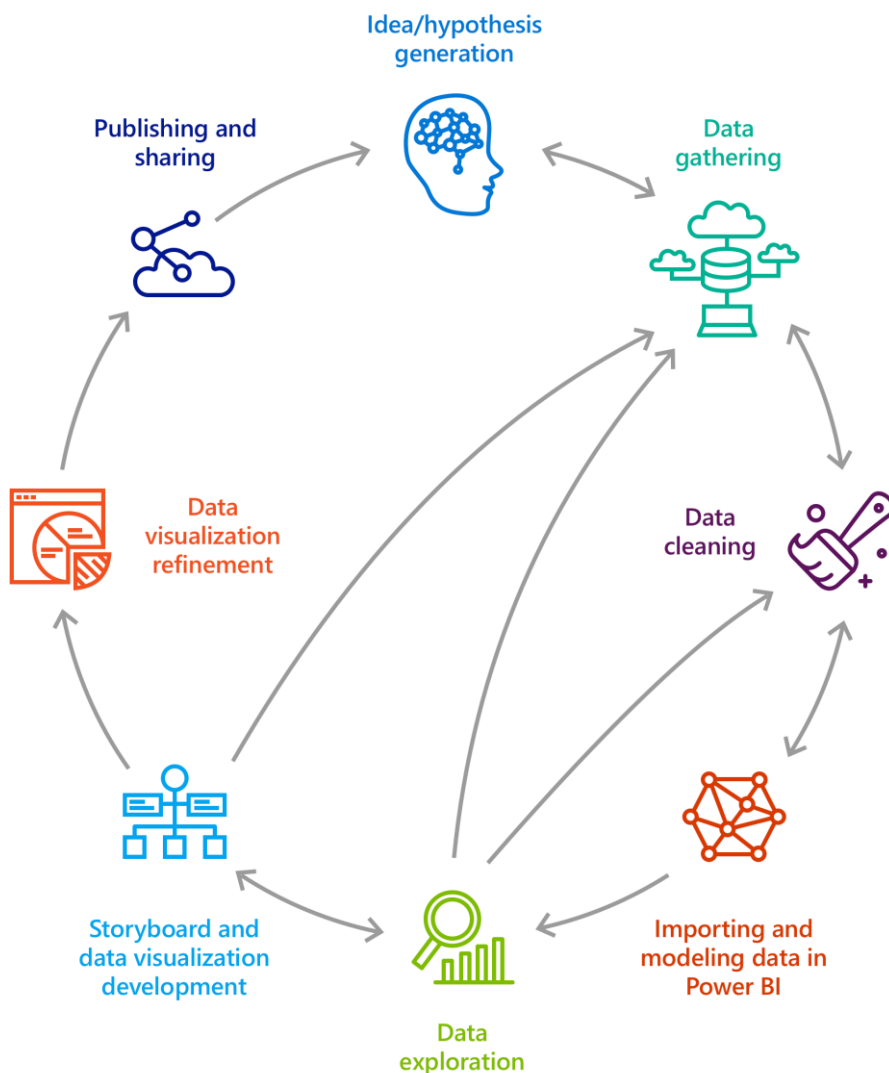 Idea/hypothesis
generation
Publishing and
sharing
Data
gathering
Data
visualization
refinement
Data
cleaning
Storyboard and
data visualization
development
Importing and
modeling data in
Power BI
Data
exploration